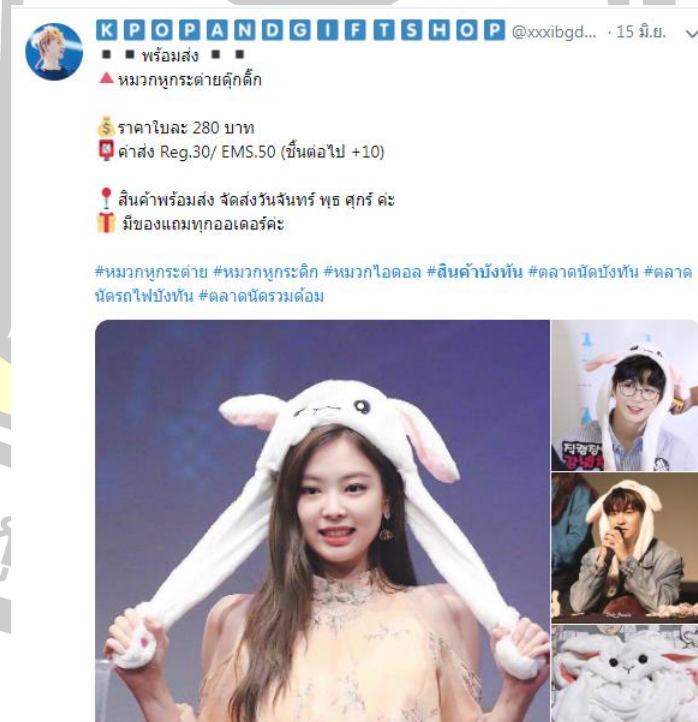 KPOPANDGIFTSHOP @xxxibgd... · 15 มิ.ย.
▪ ▪ พร้อมส่ง ▪ ▪
🔺หมวกหูกระต่ายดุ๊กดิ๊ก
💰ราคาใบละ 280 บาท
📮ค่าส่ง Reg.30/ EMS.50 (ชิ้นต่อไป +10)
📍สินค้าพร้อมส่ง จัดส่งวันจันทร์ พุธ ศุกร์ ค่ะ
🎁 มีของแถมทุกออเดอร์ค่ะ
#หมวกหูกระต่าย #หมวกหูกระดิก #หมวกไอดอล #สินค้าบังทัน #ตลาดนัดบังทัน #ตลาด
นัดรถไฟบังทัน #ตลาดนัดรวมด้อม